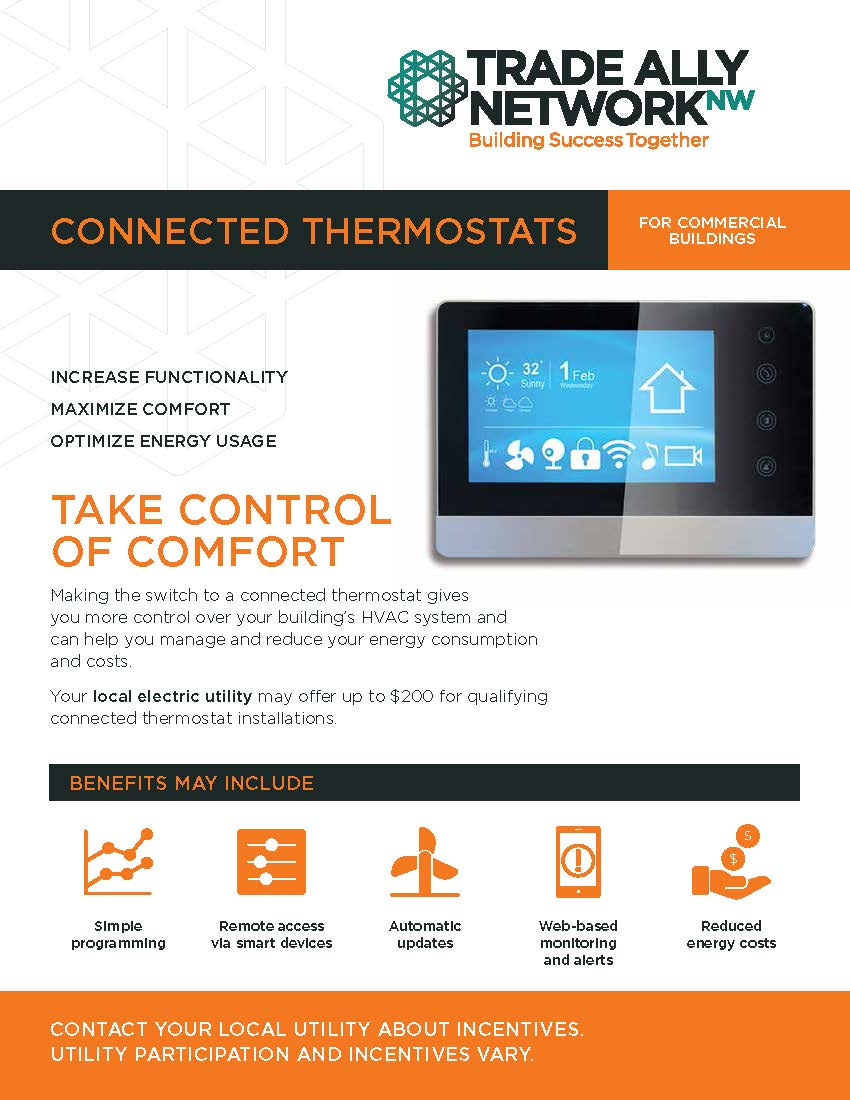 TRADE ALLY
NETWORKNW
Building Success Together
CONNECTED THERMOSTATS
FOR COMMERCIAL
BUILDINGS
INCREASE FUNCTIONALITY
MAXIMIZE COMFORT
OPTIMIZE ENERGY USAGE
32°
Sunny
1 Feb
Wednesday
TAKE CONTROL
OF COMFORT
Making the switch to a connected thermostat gives
you more control over your building's HVAC system and
can help you manage and reduce your energy consumption
and costs.
Your local electric utility may offer up to $200 for qualifying
connected thermostat installations.
BENEFITS MAY INCLUDE
S
$
Simple
programming
Remote access
via smart devices
Automatic
updates
Web-based
monitoring
and alerts
Reduced
energy costs
CONTACT YOUR LOCAL UTILITY ABOUT INCENTIVES.
UTILITY PARTICIPATION AND INCENTIVES VARY.